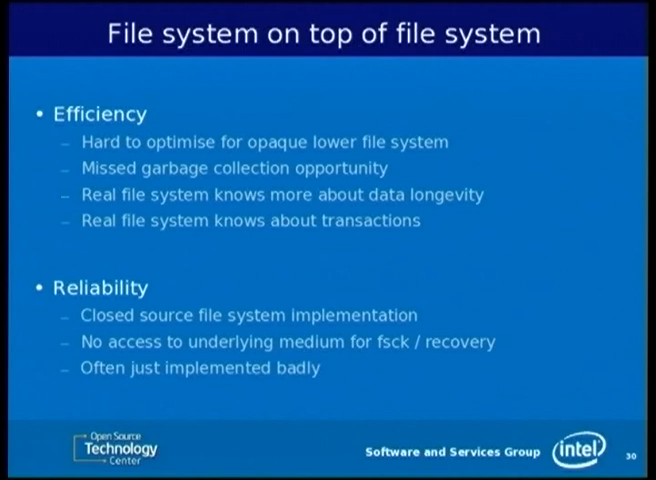 File system on top of file system
• Efficiency
– Hard to optimise for opaque lower file system
– Missed garbage collection opportunity
– Real file system knows more about data longevity
– Real file system knows about transactions
• Reliability
– Closed source file system implementation
– No access to underlying medium for fsck / recovery
– Often just implemented badly
Open Source
Technology
Center
Software and Services Group
intel
30